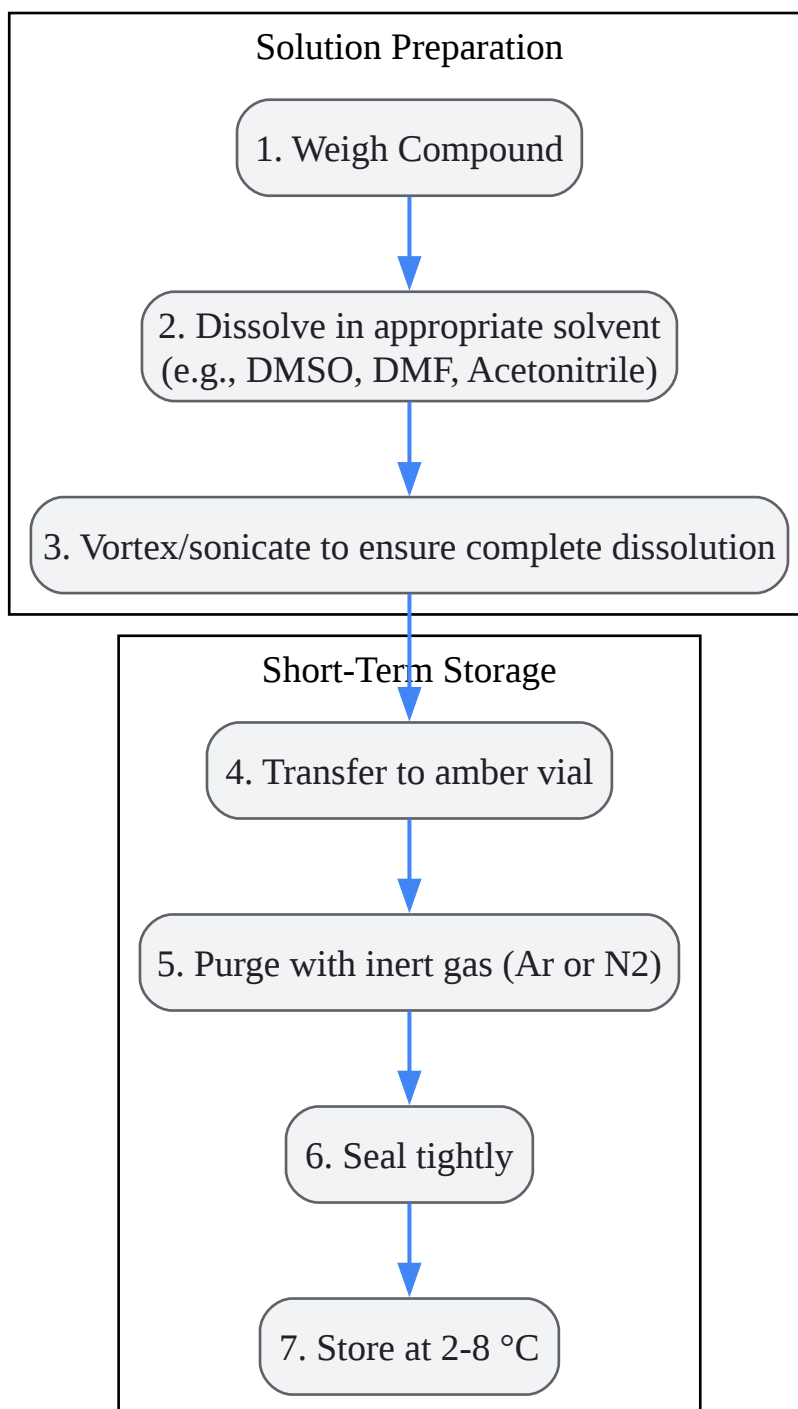 Solution Preparation
1. Weigh Compound
2. Dissolve in appropriate solvent
(e.g., DMSO, DMF, Acetonitrile)
3. Vortex/sonicate to ensure complete dissolution
Short-Term Storage
4. Transfer to amber vial
5. Purge with inert gas (Ar or N2)
6. Seal tightly
7. Store at 2-8 °C